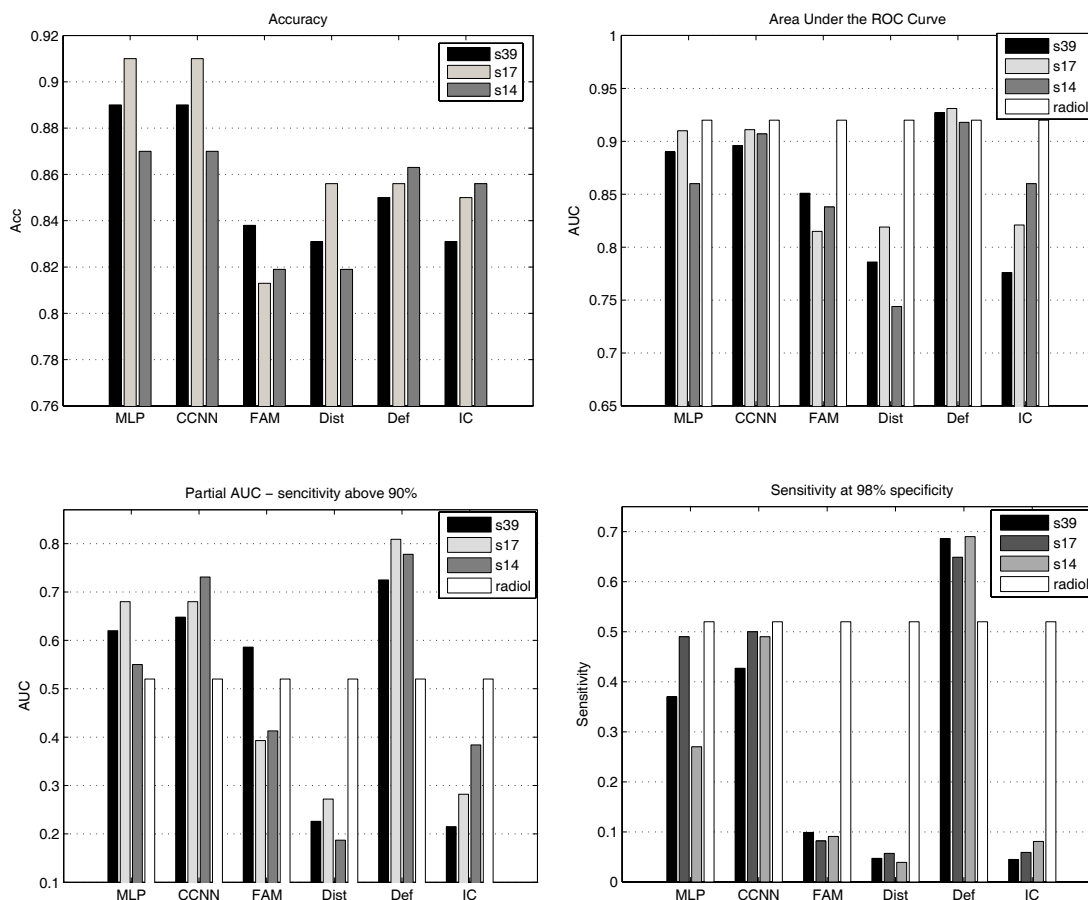 Accuracy
0.92
0.9
0.88
0.86
0.84
0.82
0.8
0.78
0.76
Acc
MLP CCNN FAM Dist Def IC
s39
s17
s14
Area Under the ROC Curve
1
0.95
0.9
0.85
0.8
0.75
0.7
0.65
AUC
MLP CCNN FAM Dist Def IC
s39
s17
s14
radiol
Partial AUC − sencitivity above 90%
0.8
0.7
0.6
0.5
0.4
0.3
0.2
0.1
AUC
MLP CCNN FAM Dist Def IC
s39
s17
s14
radiol
Sensitivity at 98% specificity
0.7
0.6
0.5
0.4
0.3
0.2
0.1
0
Sensitivity
MLP CCNN FAM Dist Def IC
s39
s17
s14
radiol